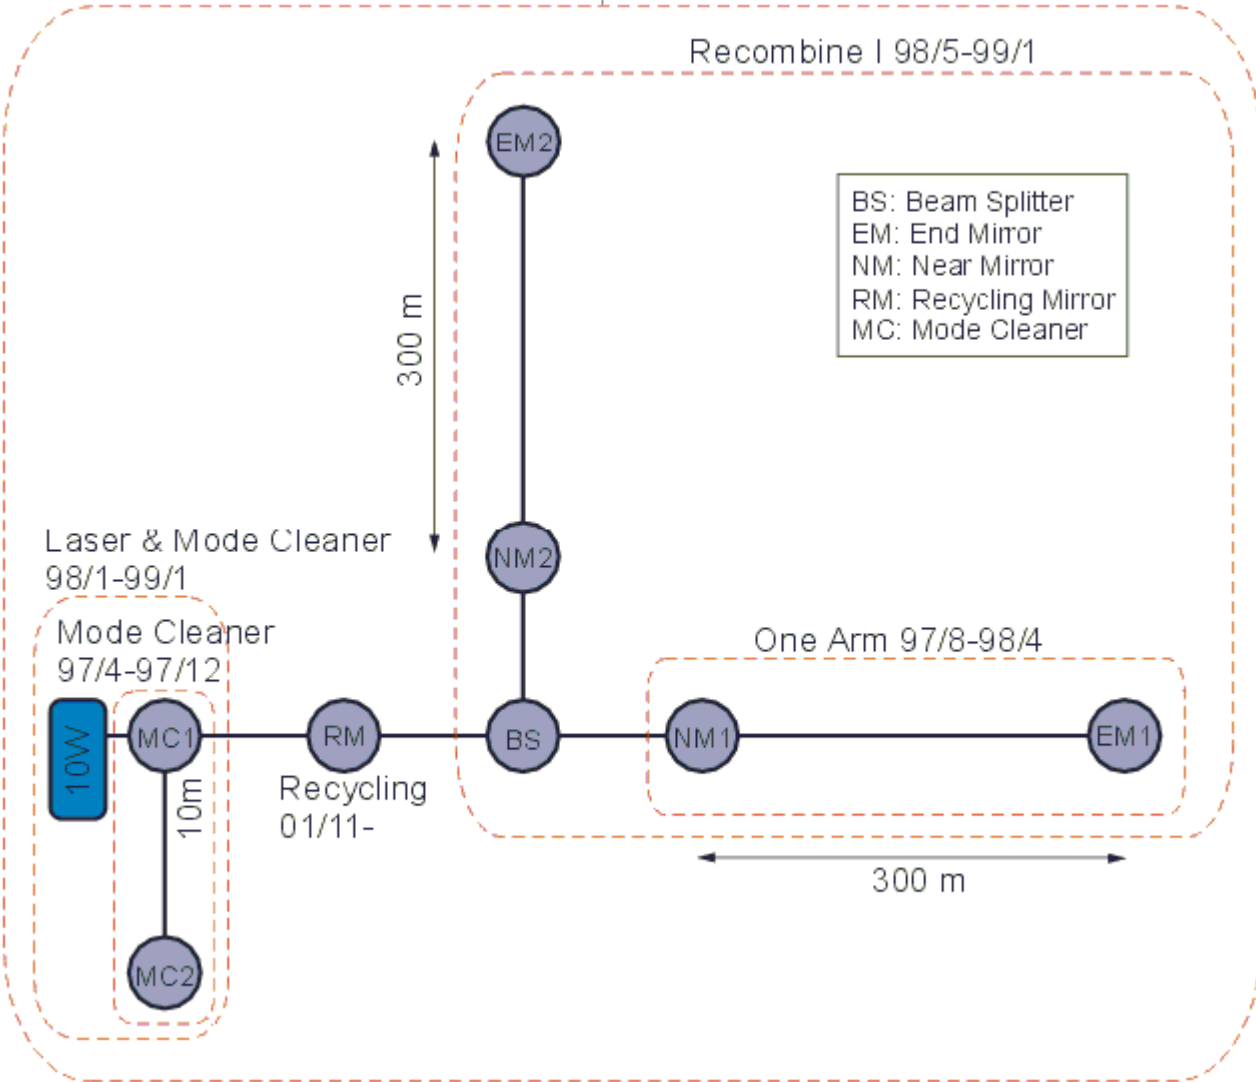 Recombine I 98/5-99/1
EM2
BS: Beam Splitter
EM: End Mirror
NM: Near Mirror
RM: Recycling Mirror
MC: Mode Cleaner
300 m
Laser & Mode Cleaner
98/1-99/1
NM2
Mode Cleaner
97/4-97/12
One Arm 97/8-98/4
10W
MC1
RM
BS
NM1
EM1
10m
Recycling
01/11-
300 m
MC2